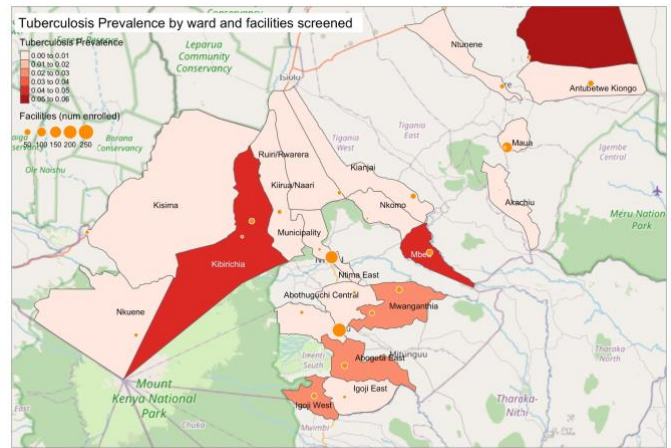 Tuberculosis Prevalence by ward and facilities screened
Tuberculosis Prevalence
0.00 to 0.01
0.01 to 0.02
0.02 to 0.03
0.03 to 0.04
0.04 to 0.05
0.05 to 0.06
Facilities (num enrolled)
50 100 150 200 250
Leparua
Community
Conservancy
Borana
Conservancy
Ole Naishu
Isiolo
Ntunene
Antubetwe Kiongo
Tigania
West
Tigania
East
Maua
Igembe
Central
Ruiri/Rwarera
Kianjai
Kiirua/Naari
Nkomo
Akachiu
Meru National
Park
Kisima
Municipality
Kibirichia
Ntima East
Abothuguchi Central
Mwanganthia
Nkuene
Imenti
South
Abogeta East
Mitunguu
Tharaka
North
Igoji East
Igoji West
Mount
Kenya National
Park
Chuka
Tharaka-
Nithi
East